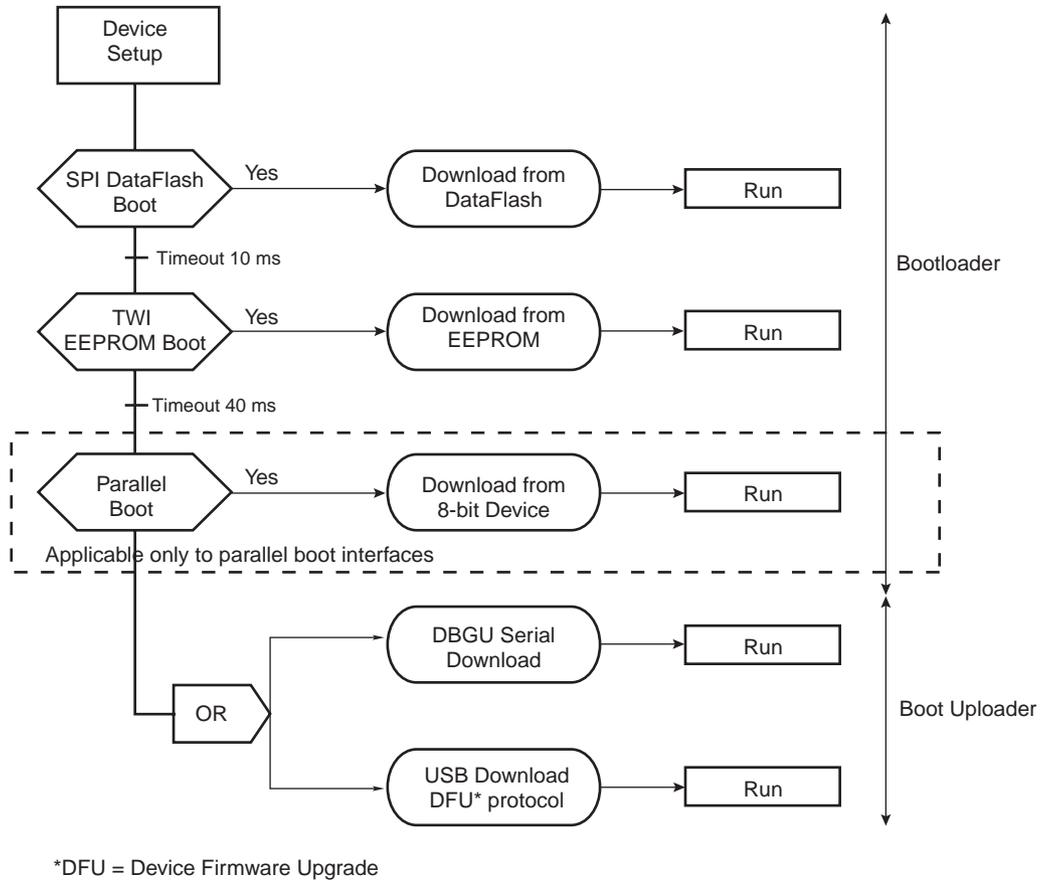 Device
Setup
SPI DataFlash
Boot
Yes
Download from
DataFlash
Run
Timeout 10 ms
Bootloader
TWI
EEPROM Boot
Yes
Download from
EEPROM
Run
Timeout 40 ms
Parallel
Boot
Yes
Download from
8-bit Device
Run
Applicable only to parallel boot interfaces
DBGU Serial
Download
Run
OR
Boot Uploader
USB Download
DFU* protocol
Run
*DFU = Device Firmware Upgrade